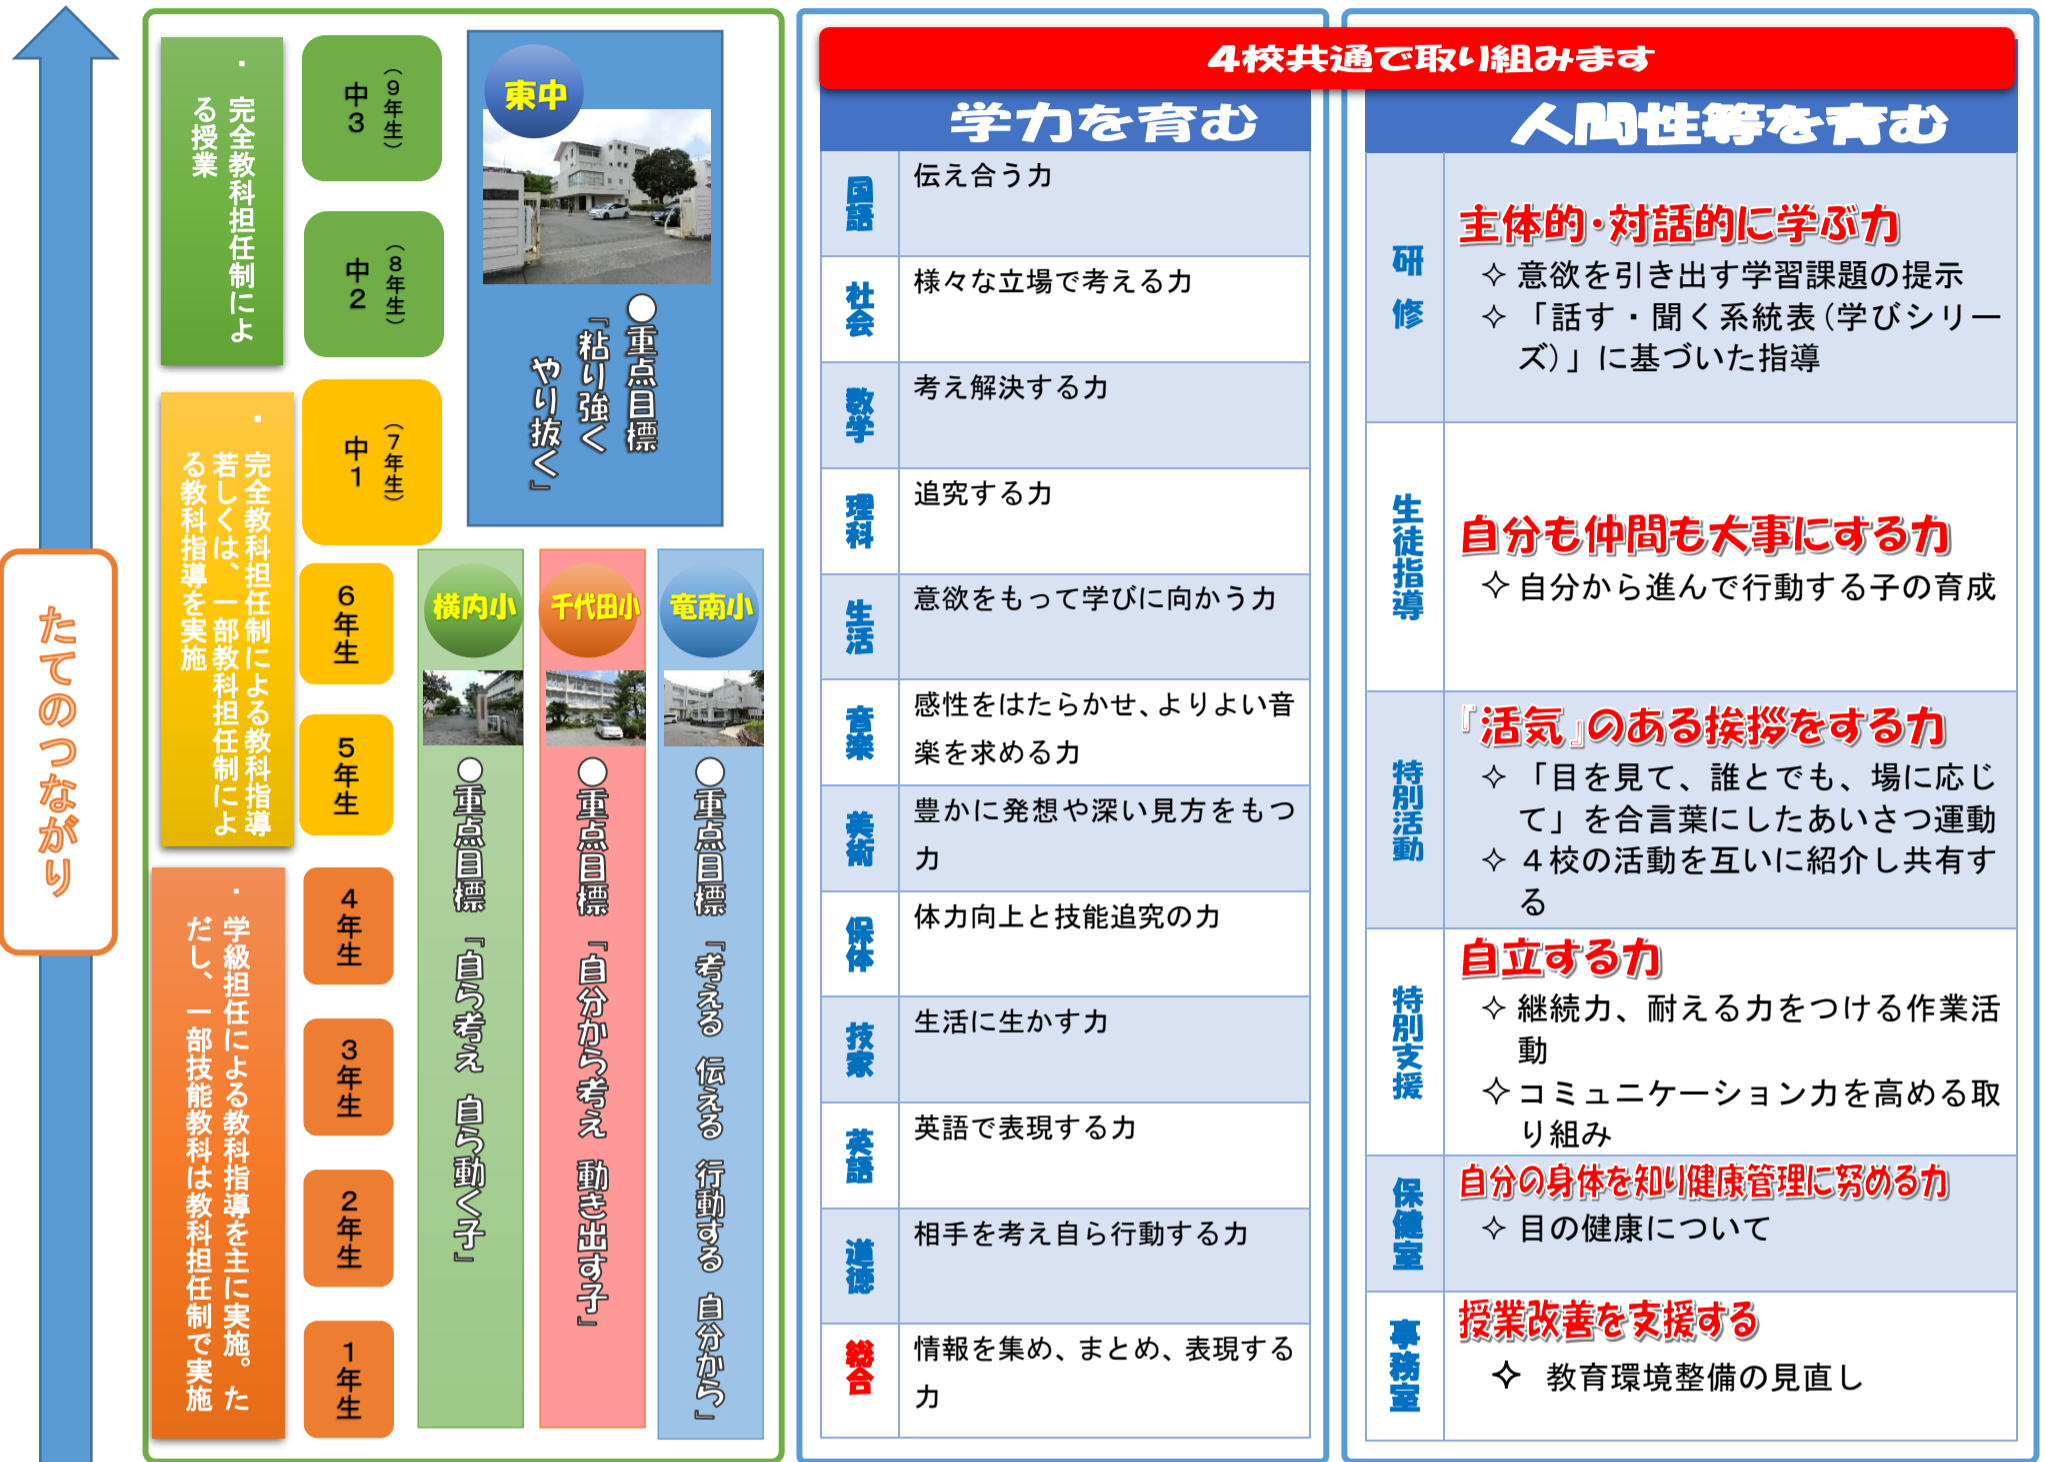 たてのつながり
・完全教科担任制によ
る授業
・完全教科担任制による教科指導
若しくは、一部教科担任制によ
る教科指導を実施
・学級担任による教科指導を主に実施。た
だし、一部技能教科は教科担任制で実施
（9年生）
中3
（8年生）
中2
（7年生）
中1
6年生
5年生
4年生
3年生
2年生
1年生
東中
●重点目標
「粘り強く
やり抜く」
横内小
●重点目標 「自ら考え 自ら動く子」
千代田小
●重点目標 「自分から考え 動き出す子」
竜南小
●重点目標 「考える 伝える 行動する 自分から」
4校共通で取り組みます
学力を育む
国語
伝え合う力
社会
様々な立場で考える力
数学
考え解決する力
理科
追究する力
生活
意欲をもって学びに向かう力
音楽
感性をはたらかせ、よりよい音
楽を求める力
美術
豊かに発想や深い見方をもつ
力
保体
体力向上と技能追究の力
技家
生活に生かす力
英語
英語で表現する力
道徳
相手を考え自ら行動する力
総合
情報を集め、まとめ、表現する
力
人間性等を育む
研修
主体的・対話的に学ぶ力
✧ 意欲を引き出す学習課題の提示
✧ 「話す・聞く系統表(学びシリー
ズ)」に基づいた指導
生徒指導
自分も仲間も大事にする力
✧ 自分から進んで行動する子の育成
特別活動
『活気』のある挨拶をする力
✧ 「目を見て、誰とでも、場に応じ
て」を合言葉にしたあいさつ運動
✧ 4校の活動を互いに紹介し共有す
る
特別支援
自立する力
✧ 継続力、耐える力をつける作業活
動
✧ コミュニケーション力を高める取
り組み
保健室
自分の身体を知り健康管理に努める力
✧ 目の健康について
事務室
授業改善を支援する
✧ 教育環境整備の見直し